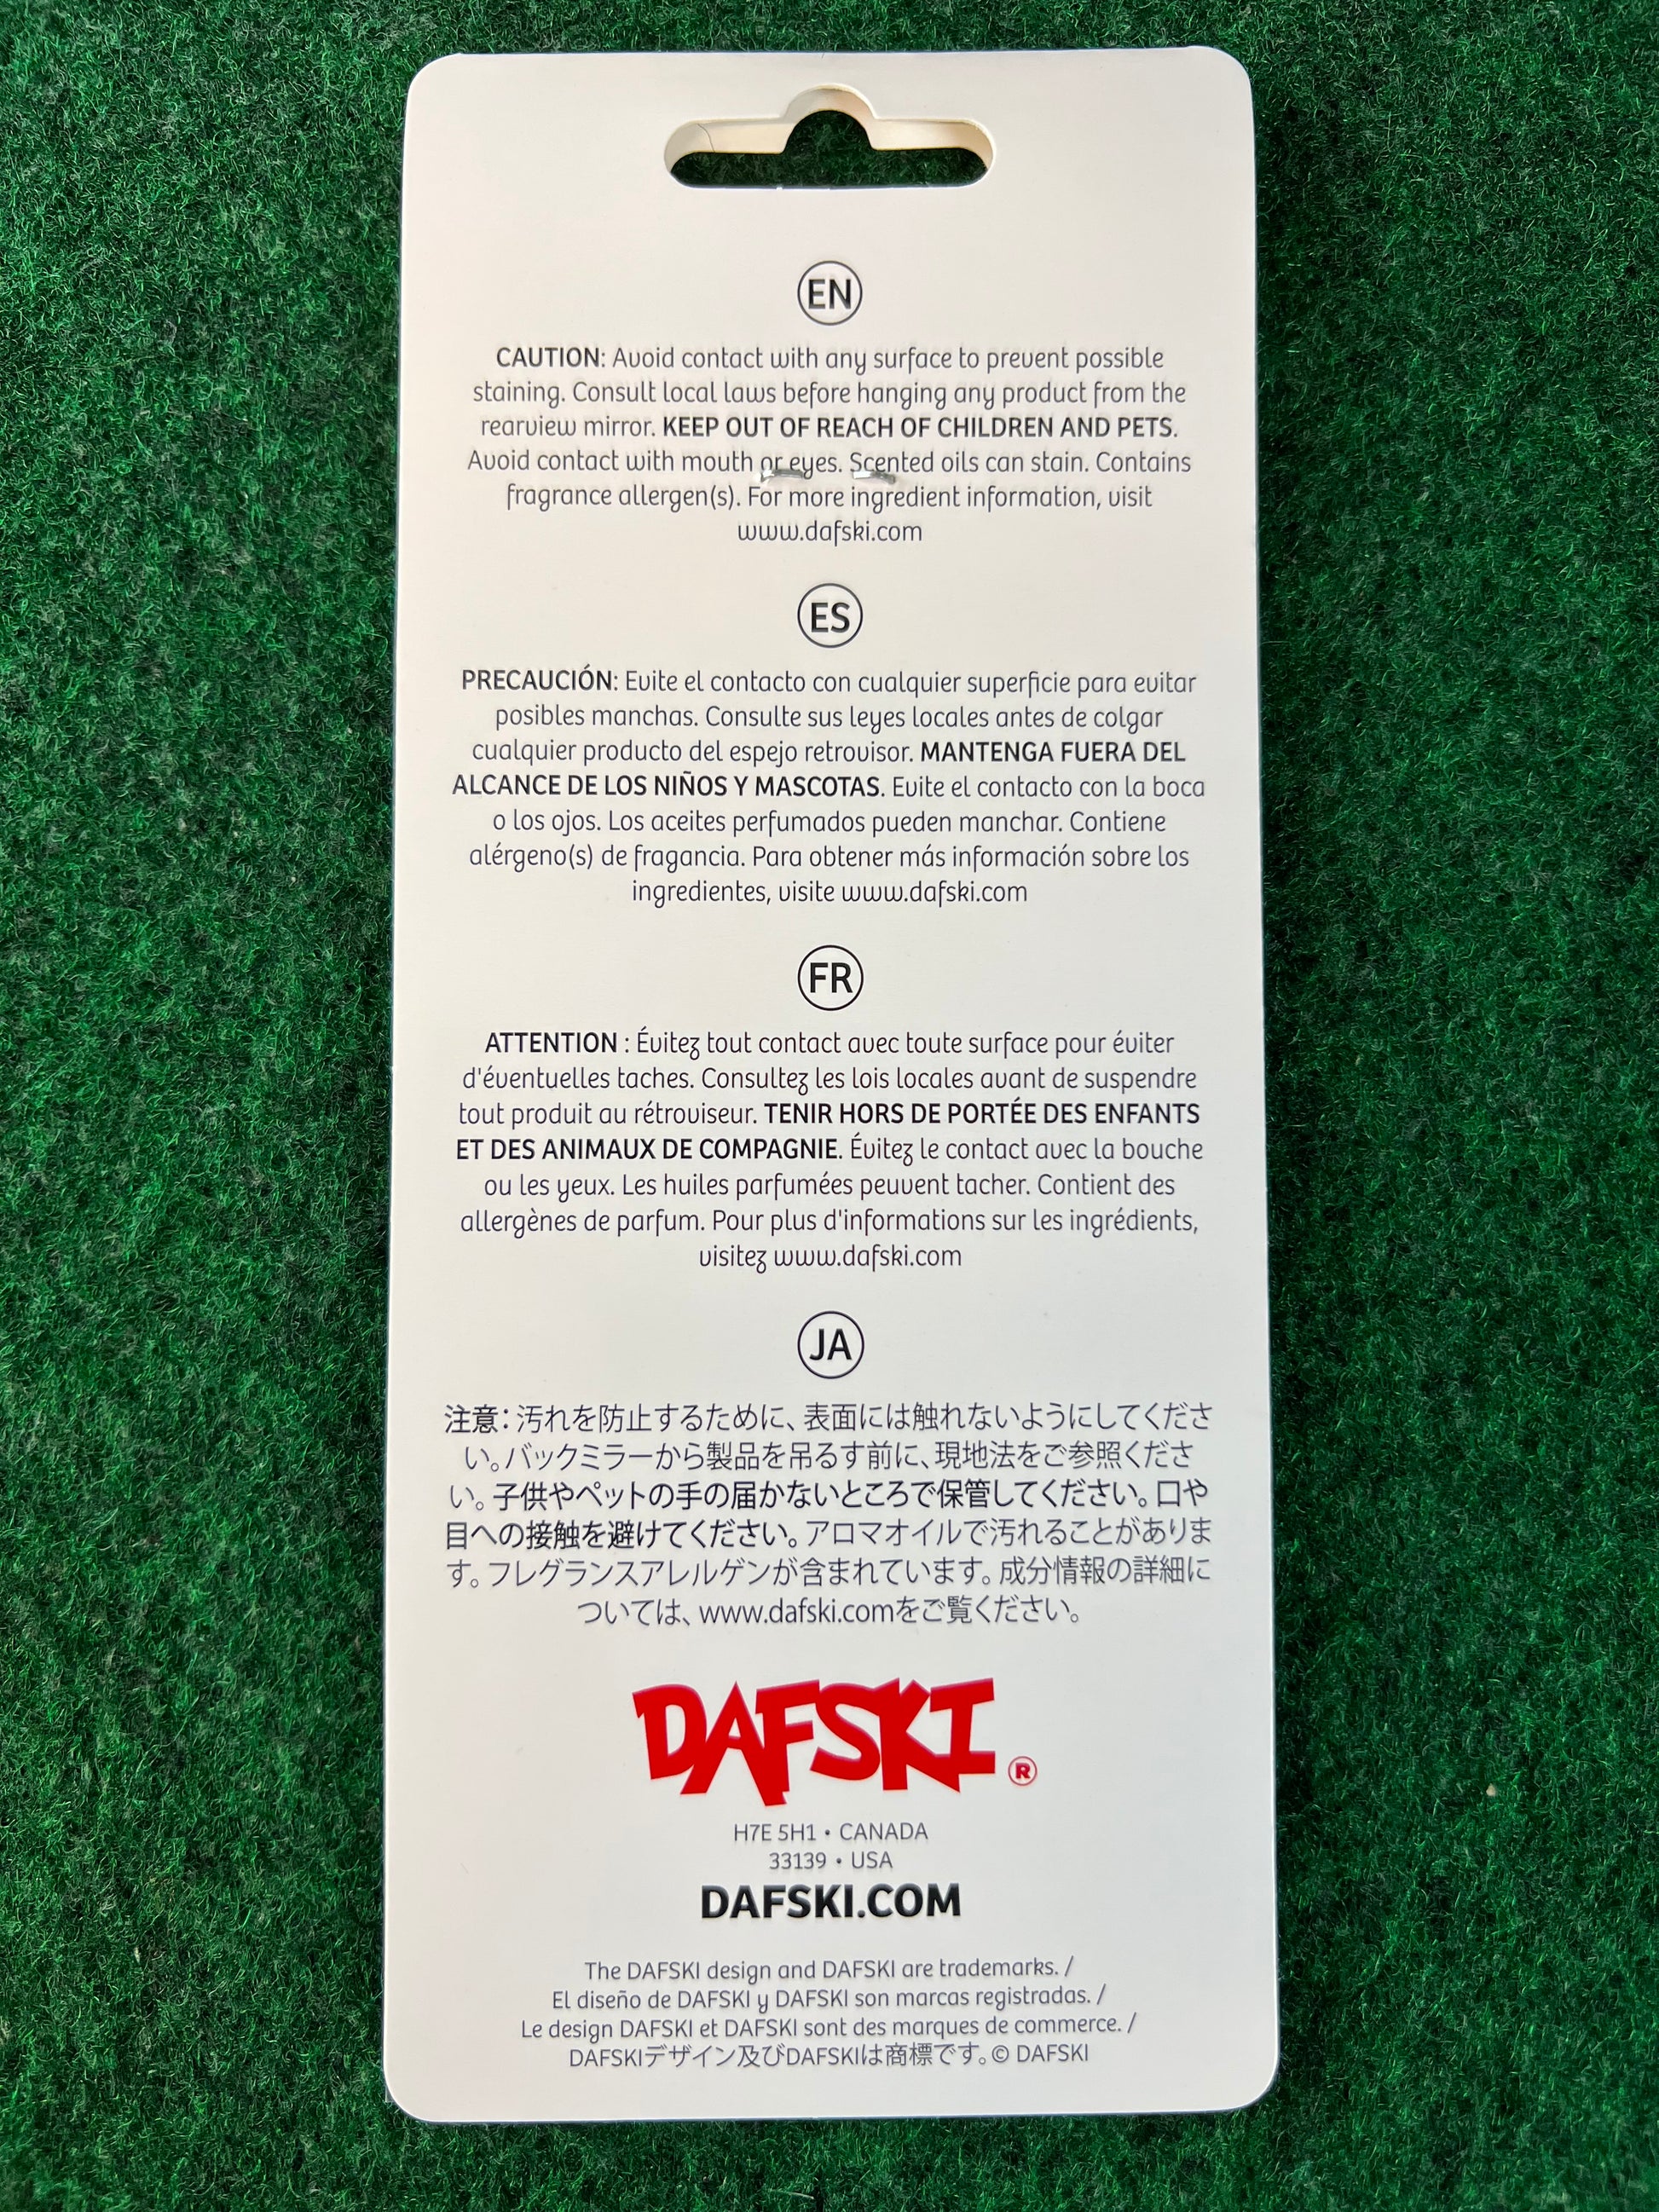 EN
CAUTION: Avoid contact with any surface to prevent possible
staining. Consult local laws before hanging any product from the
rearview mirror. KEEP OUT OF REACH OF CHILDREN AND PETS.
Avoid contact with mouth or eyes. Scented oils can stain. Contains
fragrance allergen(s). For more ingredient information, visit
www.dafski.com
ES
PRECAUCIÓN: Evite el contacto con cualquier superficie para evitar
posibles manchas. Consulte sus leyes locales antes de colgar
cualquier producto del espejo retrovisor. MANTENGA FUERA DEL
ALCANCE DE LOS NIÑOS Y MASCOTAS. Evite el contacto con la boca
o los ojos. Los aceites perfumados pueden manchar. Contiene
alérgeno(s) de fragancia. Para obtener más información sobre los
ingredientes, visite www.dafski.com
FR
ATTENTION : Évitez tout contact avec toute surface pour éviter
d'éventuelles taches. Consultez les lois locales avant de suspendre
tout produit au rétroviseur. TENIR HORS DE PORTÉE DES ENFANTS
ET DES ANIMAUX DE COMPAGNIE. Évitez le contact avec la bouche
ou les yeux. Les huiles parfumées peuvent tacher. Contient des
allergènes de parfum. Pour plus d'informations sur les ingrédients,
visitez www.dafski.com
JA
注意：汚れを防止するために、表面には触れないようにしてくださ
い。バックミラーから製品を吊るす前に、現地法をご参照くださ
い。子供やペットの手の届かないところで保管してください。口や
目への接触を避けてください。アロマオイルで汚れることがありま
す。フレグランスアレルゲンが含まれています。成分情報の詳細に
ついては、www.dafski.comをご覧ください。
DAFSKI®
H7E 5H1 • CANADA
33139 • USA
DAFSKI.COM
The DAFSKI design and DAFSKI are trademarks. /
El diseño de DAFSKI y DAFSKI son marcas registradas. /
Le design DAFSKI et DAFSKI sont des marques de commerce. /
DAFSKIデザイン及びDAFSKIは商標です。© DAFSKI